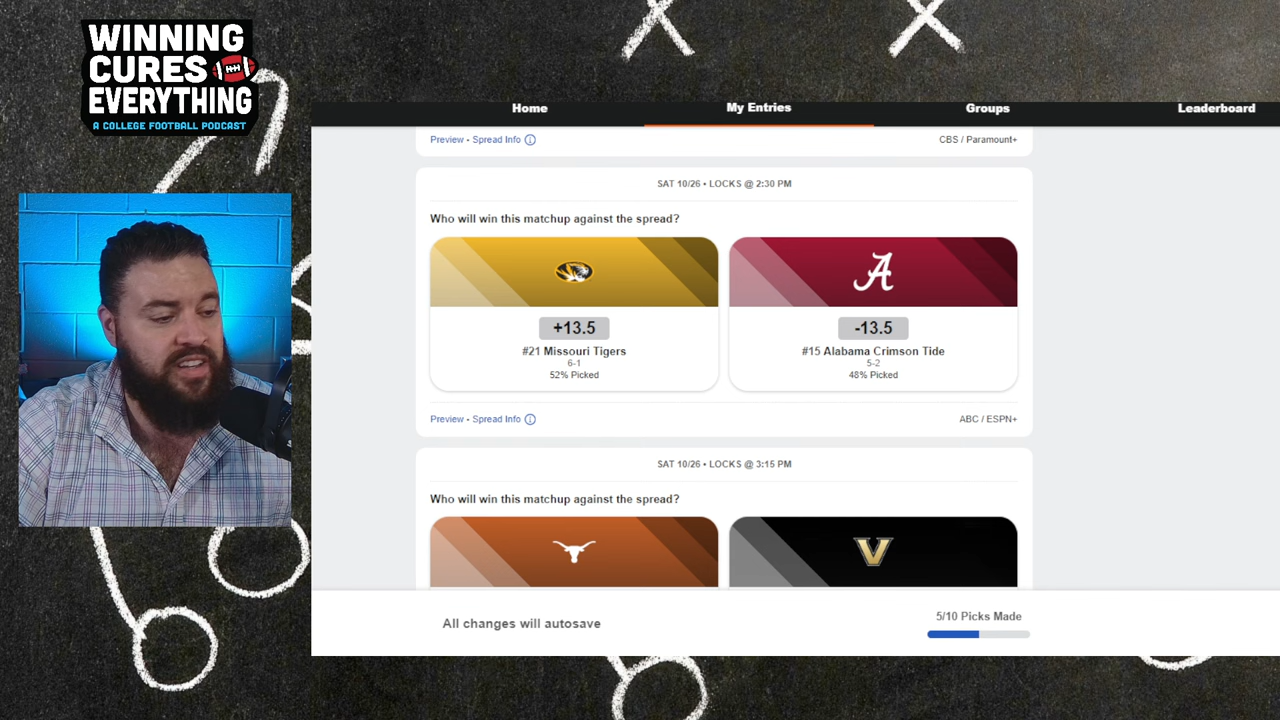 WINNING
CURES
EVERYTHING
A COLLEGE FOOTBALL PODCAST
Home
My Entries
Groups
Leaderboard
Preview • Spread Info
CBS / Paramount+
SAT 10/26 • LOCKS @ 2:30 PM
Who will win this matchup against the spread?
A
+13.5
-13.5
#21 Missouri Tigers
#15 Alabama Crimson Tide
6-1
5-2
52% Picked
48% Picked
Preview • Spread Info
ABC / ESPN+
SAT 10/26 • LOCKS @ 3:15 PM
Who will win this matchup against the spread?
V
All changes will autosave
5/10 Picks Made